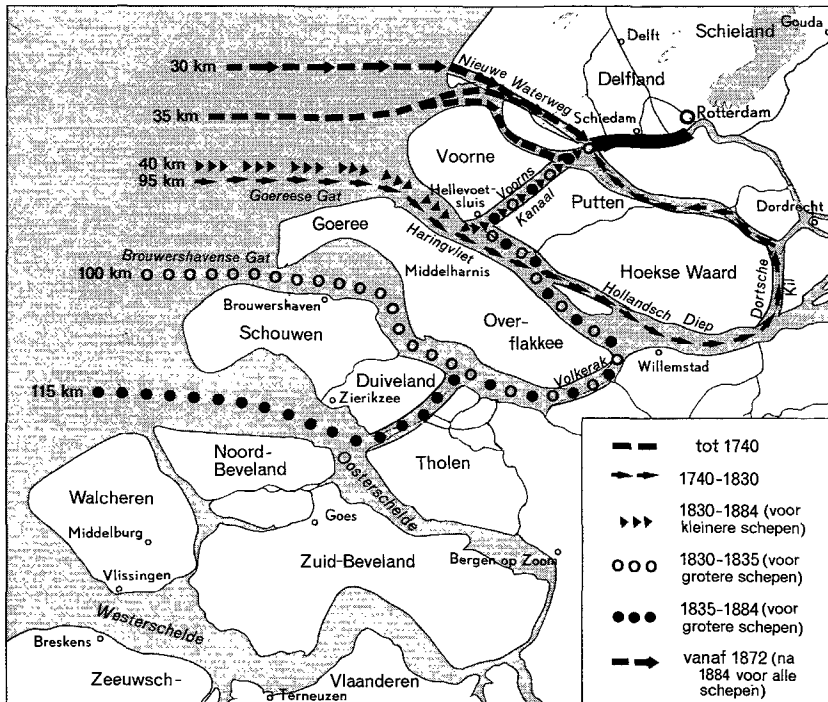 Gouda
Schieland
Delft
30 km
Nieuwe Waterweg
Delfland
35 km
Schiedam
Rotterdam
Voorne
40 km
95 km
Goereese Gat
Hellevoet-
sluis
Voorns
Kanaal
Putten
Dordrecht
Goeree
Haringvliet
Middelharnis
Hoekse Waard
Dortsche
Kil
Brouwershavense Gat
100 km
Brouwershaven
Hollandsch Diep
Schouwen
Over-
flakkee
Volkerak
Willemstad
Duiveland
115 km
Zierikzee
Noord-
Beveland
Tholen
Oosterschelde
Walcheren
Middelburg
Goes
Zuid-Beveland
Bergen op Zoom
Vlissingen
Westerschelde
Breskens
Zeeuwsch-
Vlaanderen
Terneuzen
tot 1740
1740-1830
1830-1884 (voor
kleinere schepen)
1830-1835 (voor
grotere schepen)
1835-1884 (voor
grotere schepen)
vanaf 1872 (na
1884 voor alle
schepen)